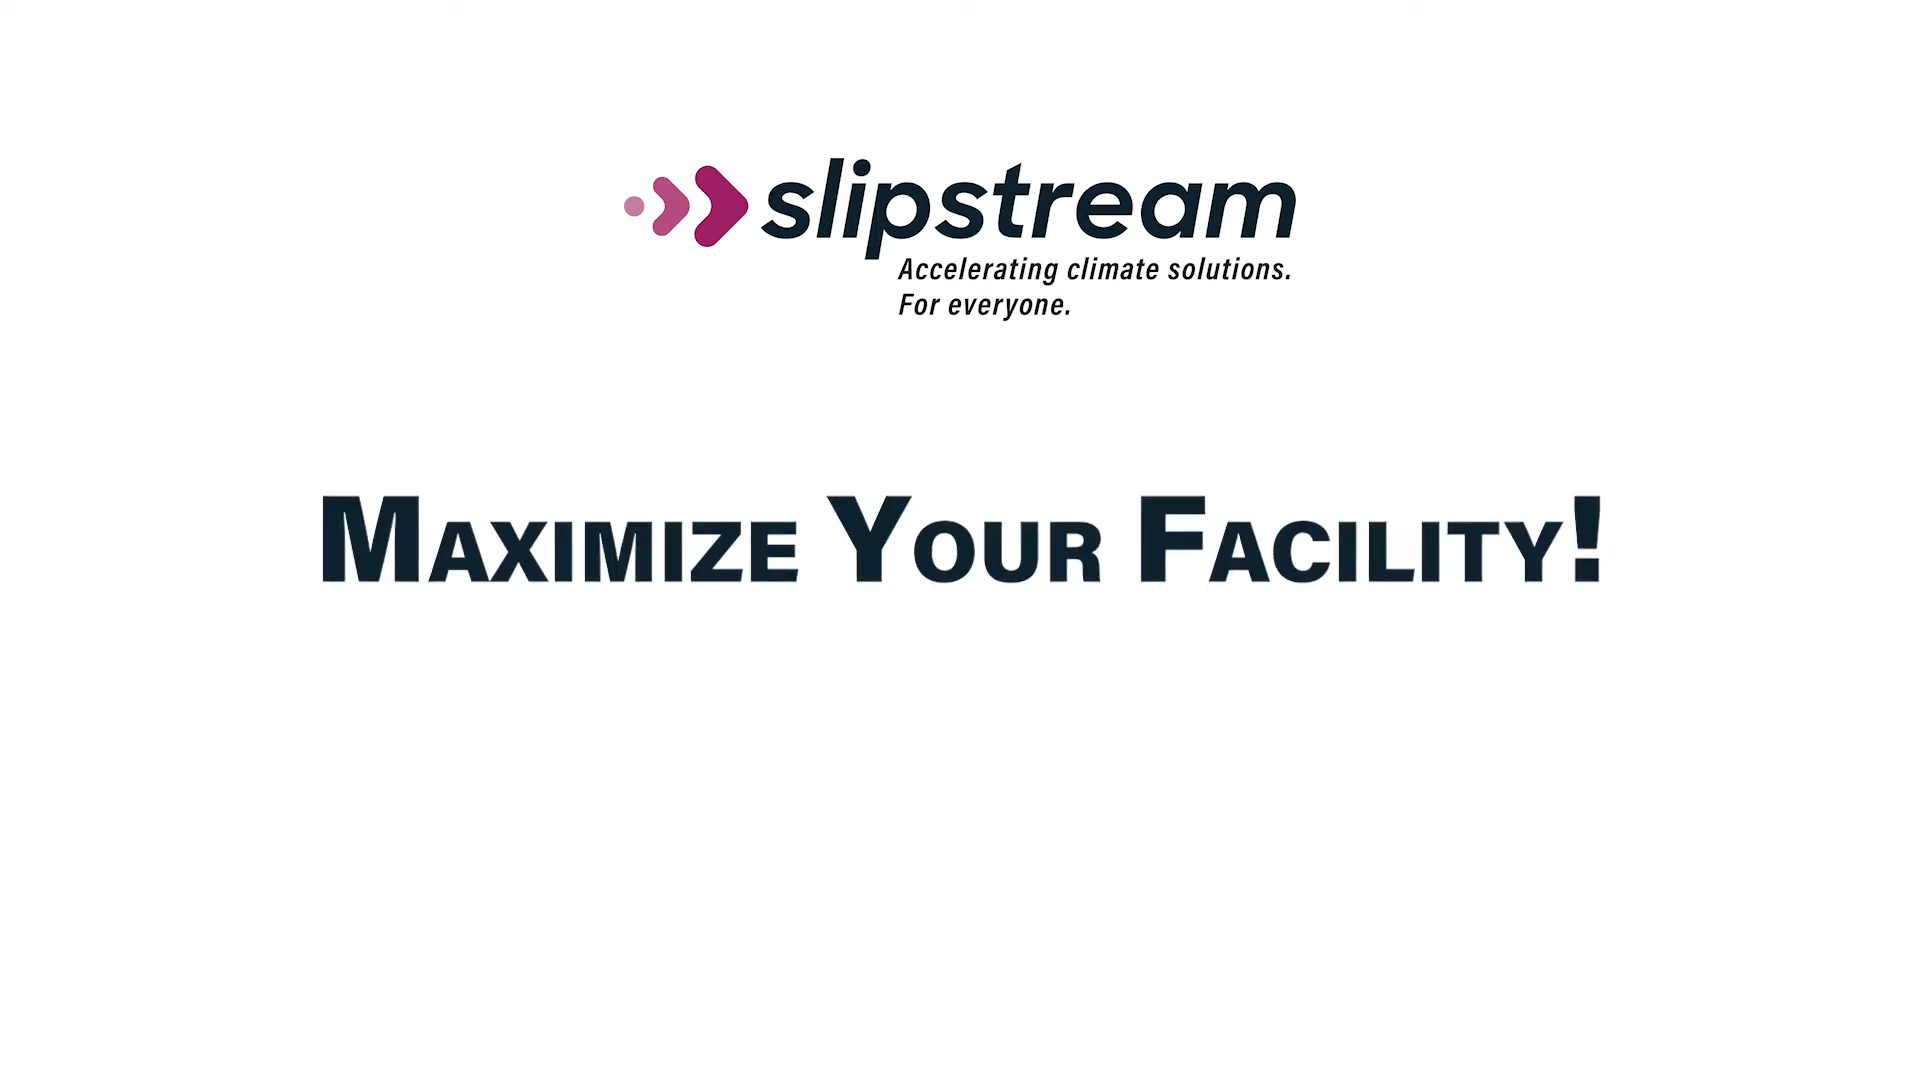 slipstream
Accelerating climate solutions.
For everyone.
Maximize Your Facility!